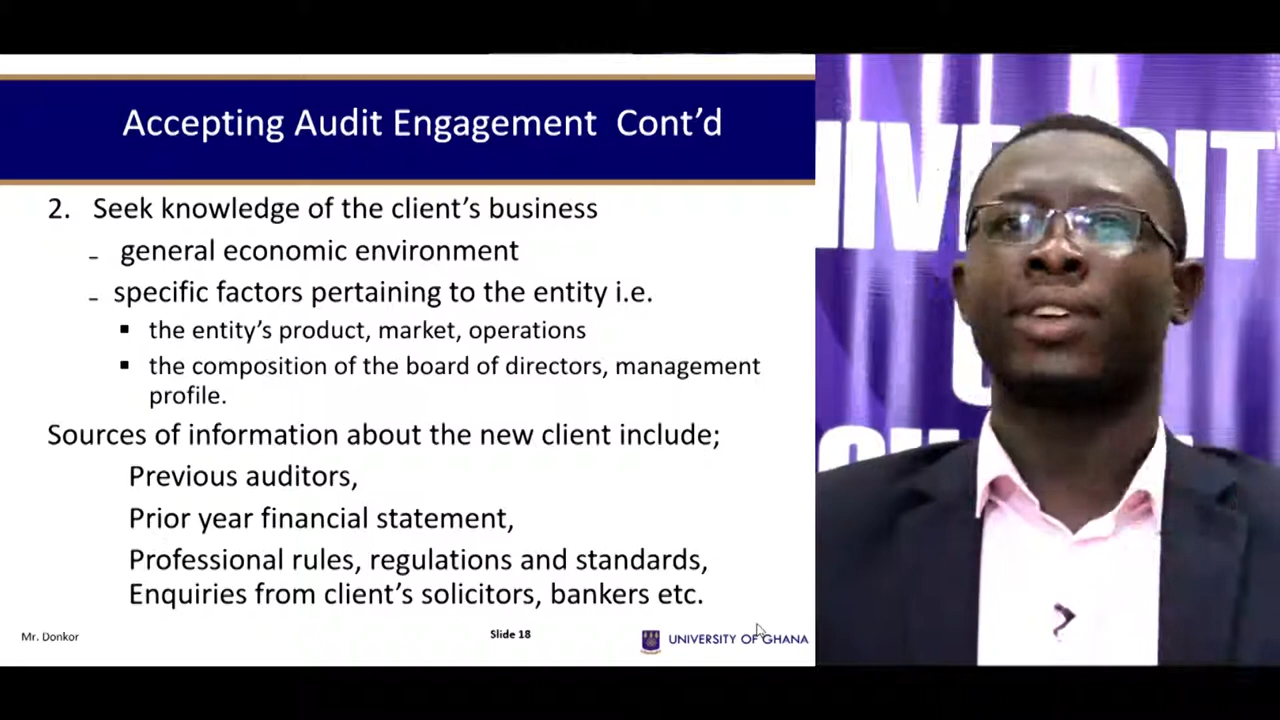 Accepting Audit Engagement Cont'd
2. Seek knowledge of the client's business
- general economic environment
- specific factors pertaining to the entity i.e.
▪ the entity's product, market, operations
▪ the composition of the board of directors, management
profile.
Sources of information about the new client include;
Previous auditors,
Prior year financial statement,
Professional rules, regulations and standards,
Enquiries from client's solicitors, bankers etc.
Mr. Donkor
Slide 18
UNIVERSITY OF GHANA